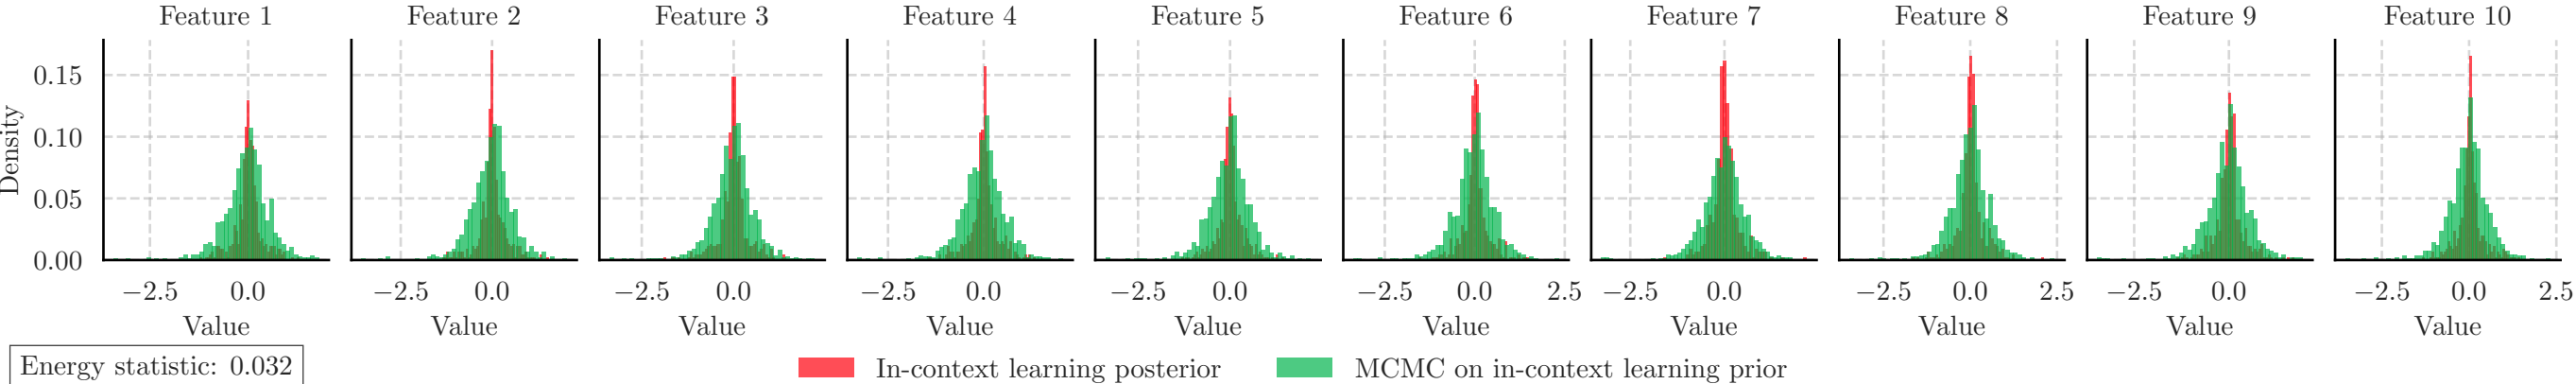 Feature 1 Feature 2 Feature 3 Feature 4 Feature 5 Feature 6 Feature 7 Feature 8 Feature 9 Feature 10
Density
0.15
0.10
0.05
0.00
−2.5 0.0 −2.5 0.0 −2.5 0.0 −2.5 0.0 −2.5 0.0 −2.5 0.0 2.5 −2.5 0.0 −2.5 0.0 2.5 −2.5 0.0 −2.5 0.0 2.5
Value Value Value Value Value Value Value Value Value Value
Energy statistic: 0.032
In-context learning posterior MCMC on in-context learning prior